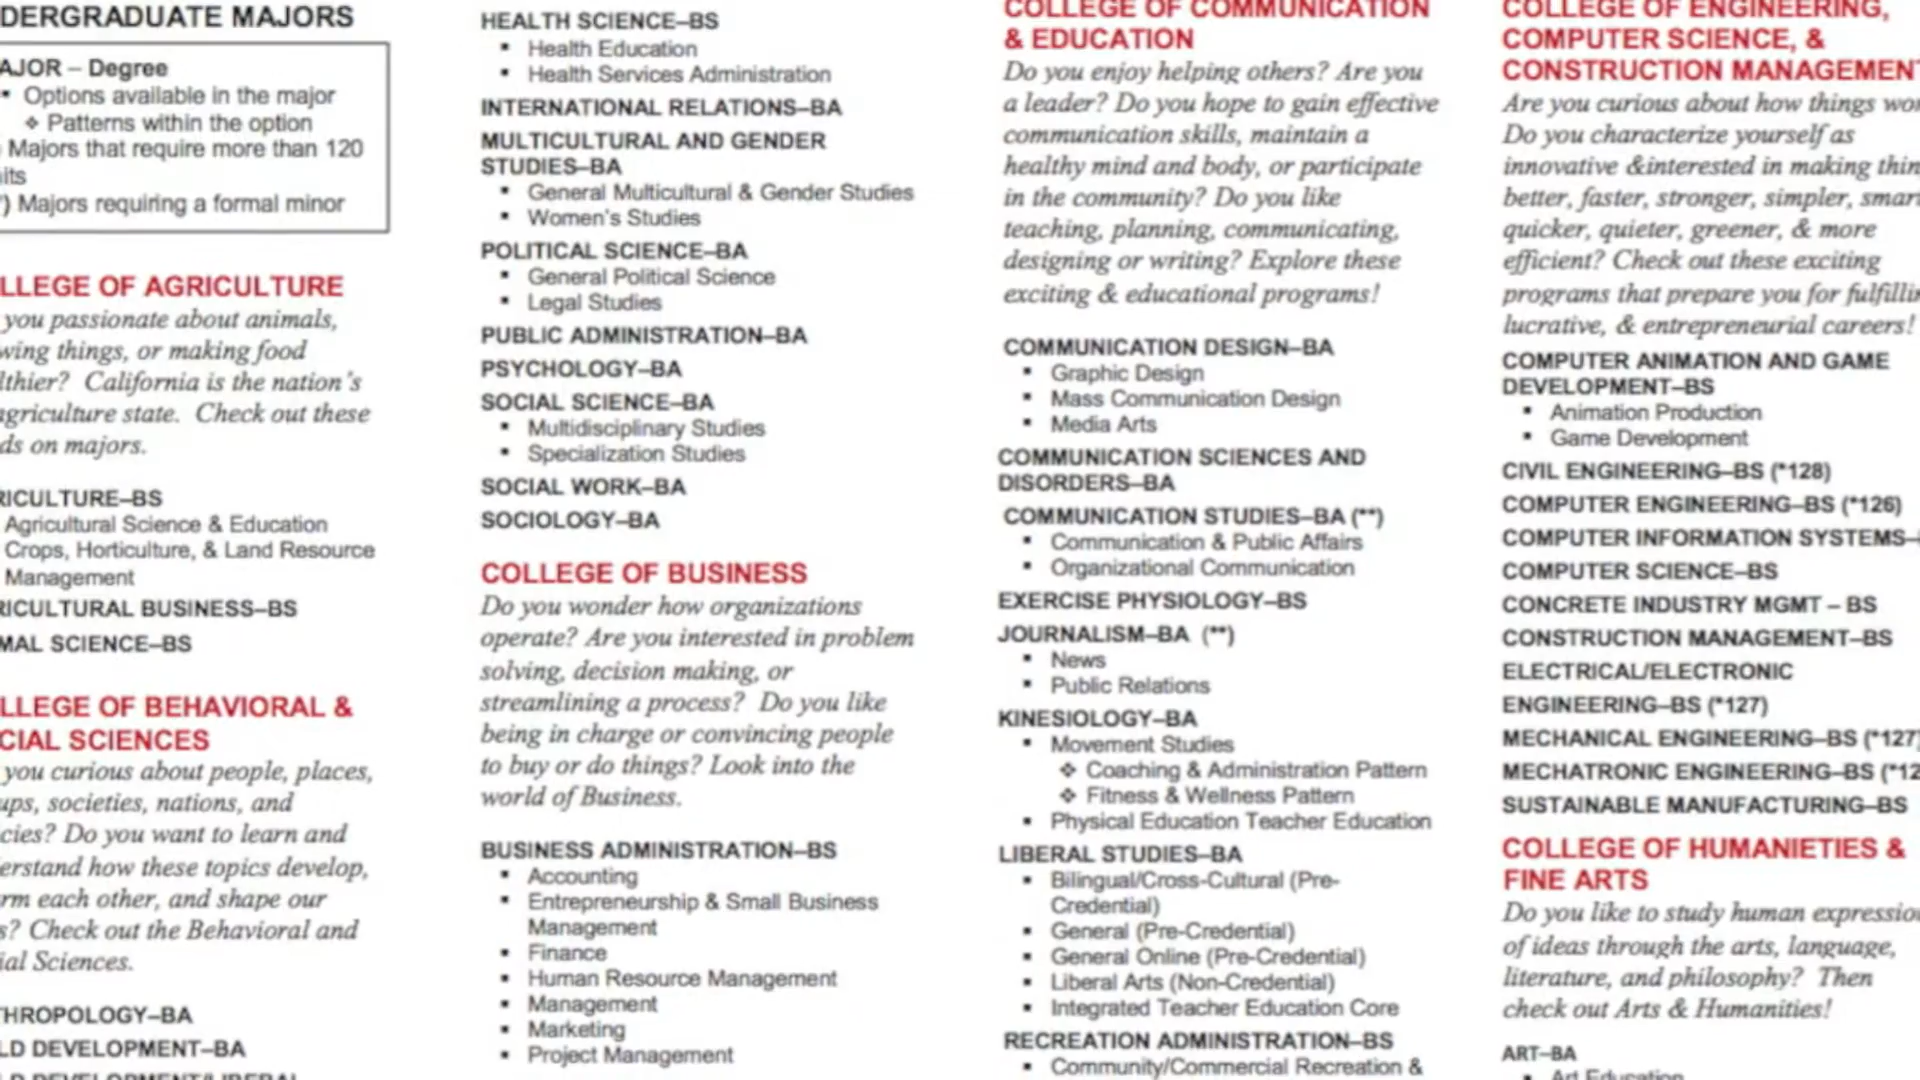 DERGRADUATE MAJORS
AJOR – Degree
▪ Options available in the major
❖ Patterns within the option
Majors that require more than 120
its
) Majors requiring a formal minor
LLEGE OF AGRICULTURE
you passionate about animals,
wing things, or making food
lthier? California is the nation's
agriculture state. Check out these
ds on majors.
RICULTURE–BS
Agricultural Science & Education
Crops, Horticulture, & Land Resource
Management
RICULTURAL BUSINESS–BS
MAL SCIENCE–BS
LLEGE OF BEHAVIORAL &
CIAL SCIENCES
you curious about people, places,
ups, societies, nations, and
cies? Do you want to learn and
erstand how these topics develop,
rm each other, and shape our
s? Check out the Behavioral and
ial Sciences.
THROPOLOGY–BA
LD DEVELOPMENT–BA
LD DEVELOPMENT/LIBERAL
HEALTH SCIENCE–BS
▪ Health Education
▪ Health Services Administration
INTERNATIONAL RELATIONS–BA
MULTICULTURAL AND GENDER
STUDIES–BA
▪ General Multicultural & Gender Studies
▪ Women's Studies
POLITICAL SCIENCE–BA
▪ General Political Science
▪ Legal Studies
PUBLIC ADMINISTRATION–BA
PSYCHOLOGY–BA
SOCIAL SCIENCE–BA
▪ Multidisciplinary Studies
▪ Specialization Studies
SOCIAL WORK–BA
SOCIOLOGY–BA
COLLEGE OF BUSINESS
Do you wonder how organizations
operate? Are you interested in problem
solving, decision making, or
streamlining a process? Do you like
being in charge or convincing people
to buy or do things? Look into the
world of Business.
BUSINESS ADMINISTRATION–BS
▪ Accounting
▪ Entrepreneurship & Small Business
Management
▪ Finance
▪ Human Resource Management
▪ Management
▪ Marketing
▪ Project Management
COLLEGE OF COMMUNICATION
& EDUCATION
Do you enjoy helping others? Are you
a leader? Do you hope to gain effective
communication skills, maintain a
healthy mind and body, or participate
in the community? Do you like
teaching, planning, communicating,
designing or writing? Explore these
exciting & educational programs!
COMMUNICATION DESIGN–BA
▪ Graphic Design
▪ Mass Communication Design
▪ Media Arts
COMMUNICATION SCIENCES AND
DISORDERS–BA
COMMUNICATION STUDIES–BA (**)
▪ Communication & Public Affairs
▪ Organizational Communication
EXERCISE PHYSIOLOGY–BS
JOURNALISM–BA (**)
▪ News
▪ Public Relations
KINESIOLOGY–BA
▪ Movement Studies
❖ Coaching & Administration Pattern
❖ Fitness & Wellness Pattern
▪ Physical Education Teacher Education
LIBERAL STUDIES–BA
▪ Bilingual/Cross-Cultural (Pre-
Credential)
▪ General (Pre-Credential)
▪ General Online (Pre-Credential)
▪ Liberal Arts (Non-Credential)
▪ Integrated Teacher Education Core
RECREATION ADMINISTRATION–BS
▪ Community/Commercial Recreation &
COLLEGE OF ENGINEERING,
COMPUTER SCIENCE, &
CONSTRUCTION MANAGEMENT
Are you curious about how things wor
Do you characterize yourself as
innovative &interested in making thin
better, faster, stronger, simpler, smar
quicker, quieter, greener, & more
efficient? Check out these exciting
programs that prepare you for fulfillin
lucrative, & entrepreneurial careers!
COMPUTER ANIMATION AND GAME
DEVELOPMENT–BS
▪ Animation Production
▪ Game Development
CIVIL ENGINEERING–BS (*128)
COMPUTER ENGINEERING–BS (*126)
COMPUTER INFORMATION SYSTEMS–
COMPUTER SCIENCE–BS
CONCRETE INDUSTRY MGMT – BS
CONSTRUCTION MANAGEMENT–BS
ELECTRICAL/ELECTRONIC
ENGINEERING–BS (*127)
MECHANICAL ENGINEERING–BS (*127)
MECHATRONIC ENGINEERING–BS (*12
SUSTAINABLE MANUFACTURING–BS
COLLEGE OF HUMANIETIES &
FINE ARTS
Do you like to study human expressio
of ideas through the arts, language,
literature, and philosophy? Then
check out Arts & Humanities!
ART–BA
▪ Art Education